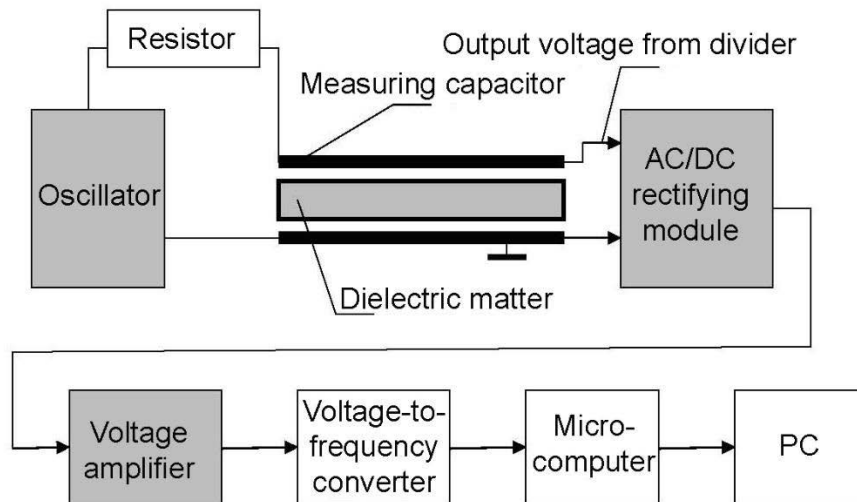 Resistor
Output voltage from divider
Measuring capacitor
Oscillator
AC/DC
rectifying
module
Dielectric matter
Voltage
amplifier
Voltage-to-
frequency
converter
Micro-
computer
PC